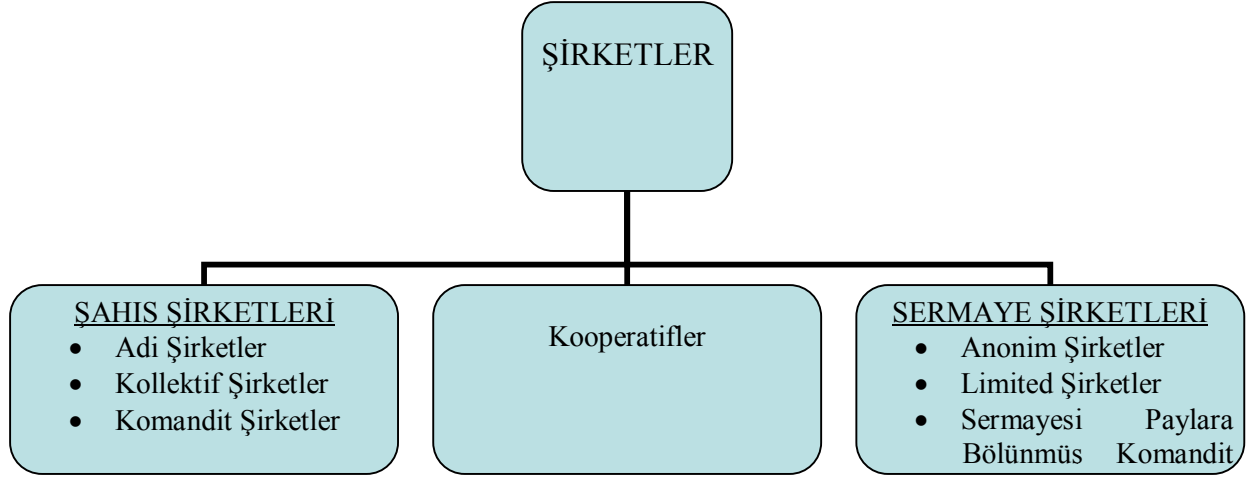 ŞİRKETLER
ŞAHIS ŞİRKETLERİ
• Adi Şirketler
• Kollektif Şirketler
• Komandit Şirketler
Kooperatifler
SERMAYE ŞİRKETLERİ
• Anonim Şirketler
• Limited Şirketler
• Sermayesi Paylara
Bölünmüs Komandit